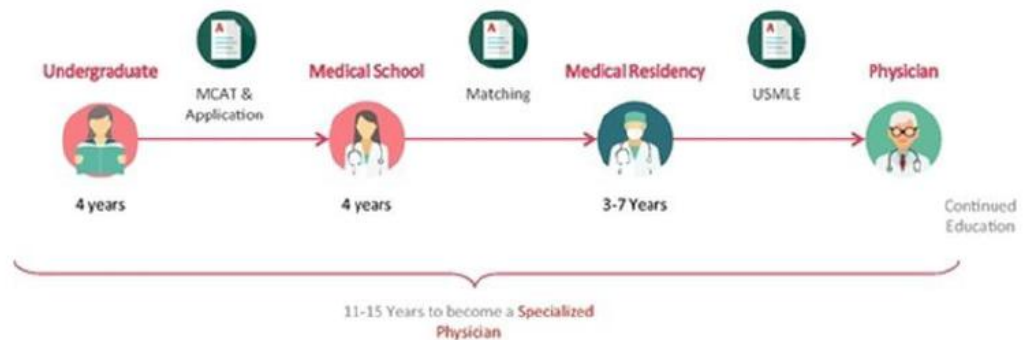 Undergraduate
MCAT &
Application
Medical School
Matching
Medical Residency
USMLE
Physician
4 years
4 years
3-7 Years
Continued
Education
11-15 Years to become a Specialized
Physician